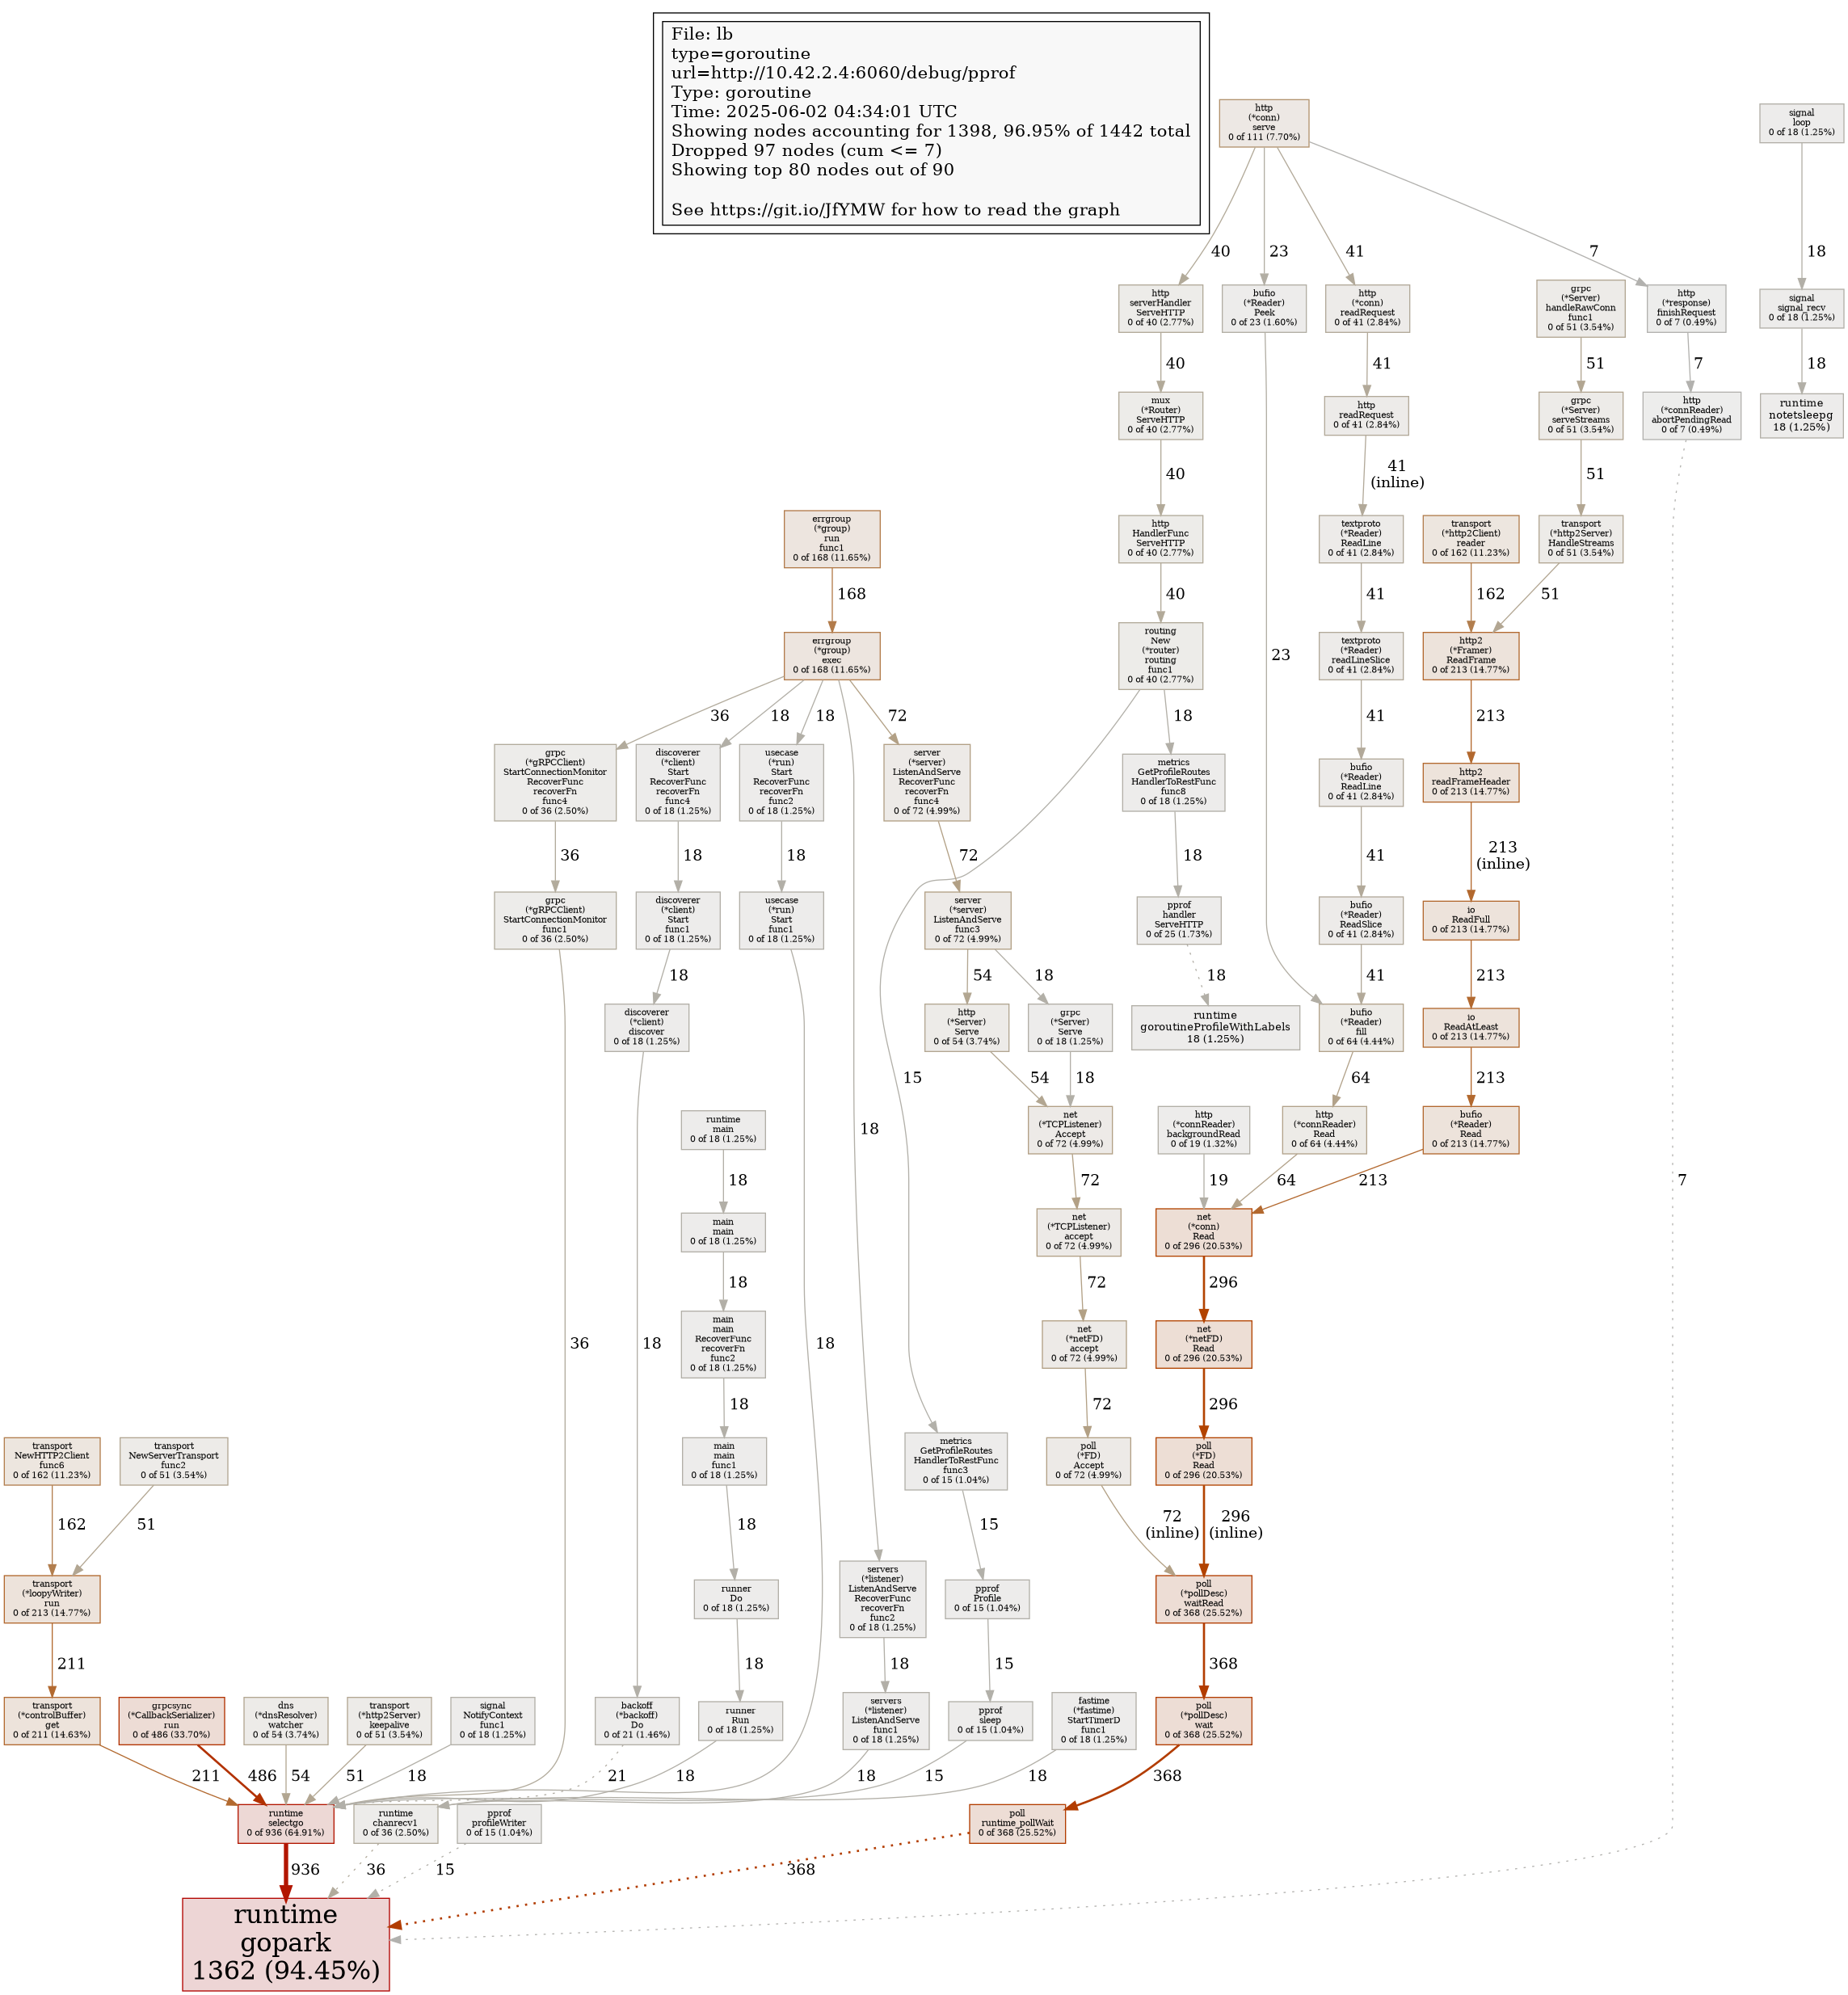 File: lb
type=goroutine
url=http://10.42.2.4:6060/debug/pprof
Type: goroutine
Time: 2025-06-02 04:34:01 UTC
Showing nodes accounting for 1398, 96.95% of 1442 total
Dropped 97 nodes (cum <= 7)
Showing top 80 nodes out of 90
See https://git.io/JfYMW for how to read the graph
http
(*conn)
serve
0 of 111 (7.70%)
signal
loop
0 of 18 (1.25%)
40
23
41
7
18
http
serverHandler
ServeHTTP
0 of 40 (2.77%)
bufio
(*Reader)
Peek
0 of 23 (1.60%)
http
(*conn)
readRequest
0 of 41 (2.84%)
grpc
(*Server)
handleRawConn
func1
0 of 51 (3.54%)
http
(*response)
finishRequest
0 of 7 (0.49%)
signal
signal_recv
0 of 18 (1.25%)
40
41
51
7
18
mux
(*Router)
ServeHTTP
0 of 40 (2.77%)
http
readRequest
0 of 41 (2.84%)
grpc
(*Server)
serveStreams
0 of 51 (3.54%)
http
(*connReader)
abortPendingRead
0 of 7 (0.49%)
runtime
notetsleepg
18 (1.25%)
40
41
(inline)
51
errgroup
(*group)
run
func1
0 of 168 (11.65%)
http
HandlerFunc
ServeHTTP
0 of 40 (2.77%)
textproto
(*Reader)
ReadLine
0 of 41 (2.84%)
transport
(*http2Client)
reader
0 of 162 (11.23%)
transport
(*http2Server)
HandleStreams
0 of 51 (3.54%)
168
40
41
162
51
errgroup
(*group)
exec
0 of 168 (11.65%)
routing
New
(*router)
routing
func1
0 of 40 (2.77%)
23
textproto
(*Reader)
readLineSlice
0 of 41 (2.84%)
http2
(*Framer)
ReadFrame
0 of 213 (14.77%)
36
18
18
72
18
41
213
grpc
(*gRPCClient)
StartConnectionMonitor
RecoverFunc
recoverFn
func4
0 of 36 (2.50%)
discoverer
(*client)
Start
RecoverFunc
recoverFn
func4
0 of 18 (1.25%)
usecase
(*run)
Start
RecoverFunc
recoverFn
func2
0 of 18 (1.25%)
server
(*server)
ListenAndServe
RecoverFunc
recoverFn
func4
0 of 72 (4.99%)
metrics
GetProfileRoutes
HandlerToRestFunc
func8
0 of 18 (1.25%)
bufio
(*Reader)
ReadLine
0 of 41 (2.84%)
http2
readFrameHeader
0 of 213 (14.77%)
36
18
18
72
18
41
213
(inline)
grpc
(*gRPCClient)
StartConnectionMonitor
func1
0 of 36 (2.50%)
discoverer
(*client)
Start
func1
0 of 18 (1.25%)
usecase
(*run)
Start
func1
0 of 18 (1.25%)
server
(*server)
ListenAndServe
func3
0 of 72 (4.99%)
pprof
handler
ServeHTTP
0 of 25 (1.73%)
bufio
(*Reader)
ReadSlice
0 of 41 (2.84%)
io
ReadFull
0 of 213 (14.77%)
18
54
18
18
41
213
discoverer
(*client)
discover
0 of 18 (1.25%)
http
(*Server)
Serve
0 of 54 (3.74%)
grpc
(*Server)
Serve
0 of 18 (1.25%)
runtime
goroutineProfileWithLabels
18 (1.25%)
bufio
(*Reader)
fill
0 of 64 (4.44%)
io
ReadAtLeast
0 of 213 (14.77%)
15
54
18
64
213
runtime
main
0 of 18 (1.25%)
18
net
(*TCPListener)
Accept
0 of 72 (4.99%)
http
(*connReader)
backgroundRead
0 of 19 (1.32%)
http
(*connReader)
Read
0 of 64 (4.44%)
bufio
(*Reader)
Read
0 of 213 (14.77%)
18
72
19
64
213
7
main
main
0 of 18 (1.25%)
net
(*TCPListener)
accept
0 of 72 (4.99%)
net
(*conn)
Read
0 of 296 (20.53%)
18
72
296
36
18
main
main
RecoverFunc
recoverFn
func2
0 of 18 (1.25%)
18
net
(*netFD)
accept
0 of 72 (4.99%)
net
(*netFD)
Read
0 of 296 (20.53%)
18
72
296
transport
NewHTTP2Client
func6
0 of 162 (11.23%)
transport
NewServerTransport
func2
0 of 51 (3.54%)
main
main
func1
0 of 18 (1.25%)
metrics
GetProfileRoutes
HandlerToRestFunc
func3
0 of 15 (1.04%)
poll
(*FD)
Accept
0 of 72 (4.99%)
poll
(*FD)
Read
0 of 296 (20.53%)
162
51
18
15
72
(inline)
296
(inline)
transport
(*loopyWriter)
run
0 of 213 (14.77%)
runner
Do
0 of 18 (1.25%)
servers
(*listener)
ListenAndServe
RecoverFunc
recoverFn
func2
0 of 18 (1.25%)
pprof
Profile
0 of 15 (1.04%)
poll
(*pollDesc)
waitRead
0 of 368 (25.52%)
211
18
18
15
368
transport
(*controlBuffer)
get
0 of 211 (14.63%)
grpcsync
(*CallbackSerializer)
run
0 of 486 (33.70%)
dns
(*dnsResolver)
watcher
0 of 54 (3.74%)
transport
(*http2Server)
keepalive
0 of 51 (3.54%)
signal
NotifyContext
func1
0 of 18 (1.25%)
backoff
(*backoff)
Do
0 of 21 (1.46%)
runner
Run
0 of 18 (1.25%)
servers
(*listener)
ListenAndServe
func1
0 of 18 (1.25%)
pprof
sleep
0 of 15 (1.04%)
fastime
(*fastime)
StartTimerD
func1
0 of 18 (1.25%)
poll
(*pollDesc)
wait
0 of 368 (25.52%)
211
486
54
51
18
21
18
18
15
18
368
runtime
selectgo
0 of 936 (64.91%)
runtime
chanrecv1
0 of 36 (2.50%)
pprof
profileWriter
0 of 15 (1.04%)
poll
runtime_pollWait
0 of 368 (25.52%)
936
36
15
368
runtime
gopark
1362 (94.45%)